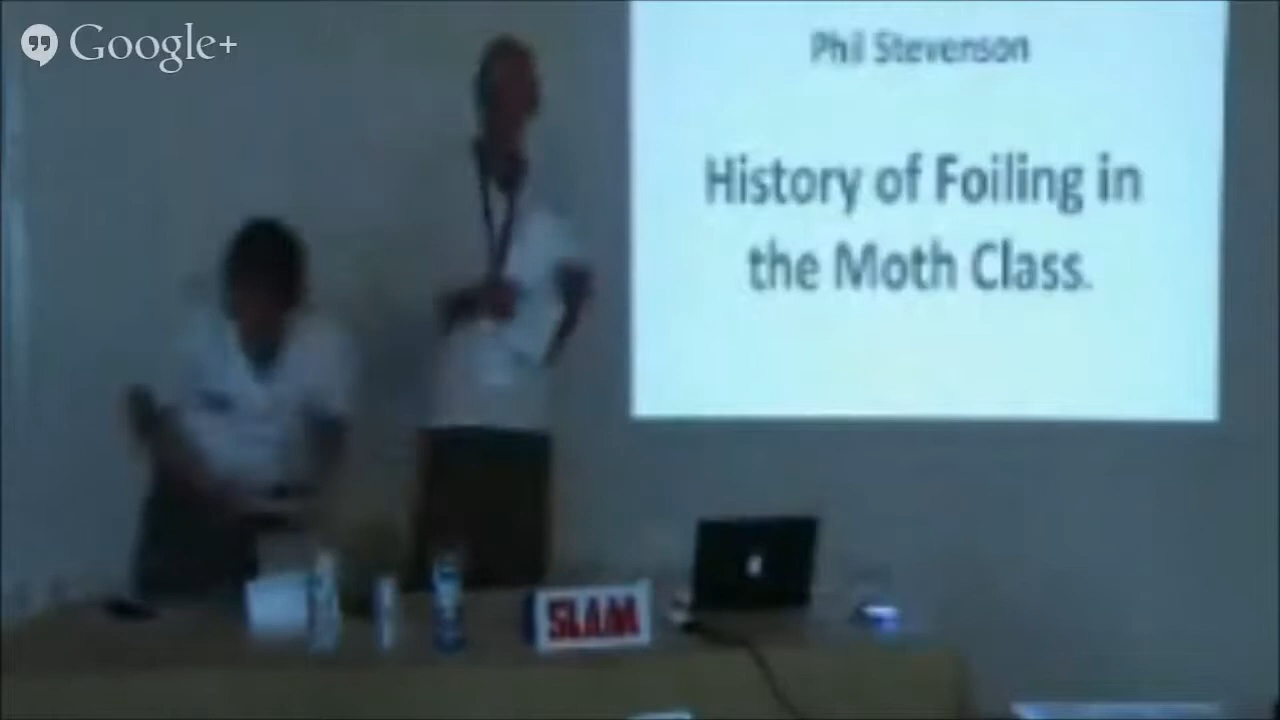 Google+
Phil Stevenson
History of Foiling in
the Moth Class.
SLAM